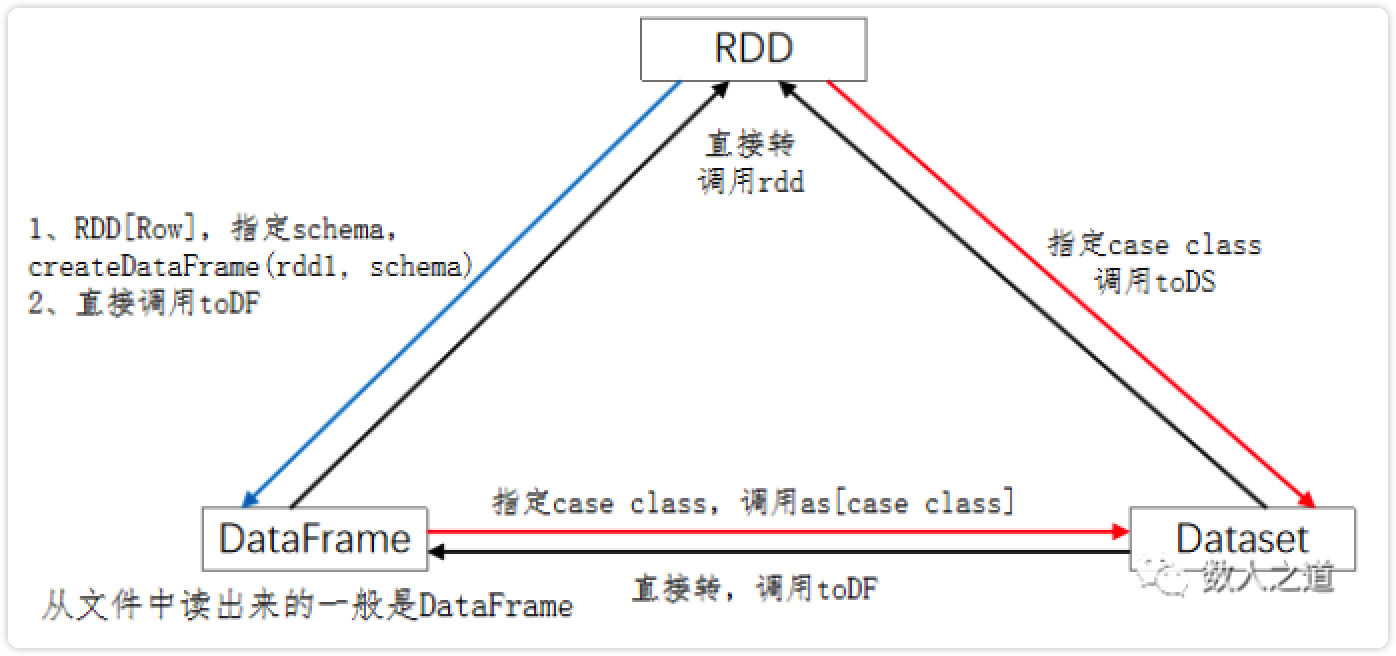 RDD
直接转
调用rdd
1、RDD[Row]，指定schema，
createDataFrame(rdd1, schema)
2、直接调用toDF
指定case class
调用toDS
指定case class，调用as[case class]
DataFrame
Dataset
数人之道
直接转，调用toDF
从文件中读出来的一般是DataFrame